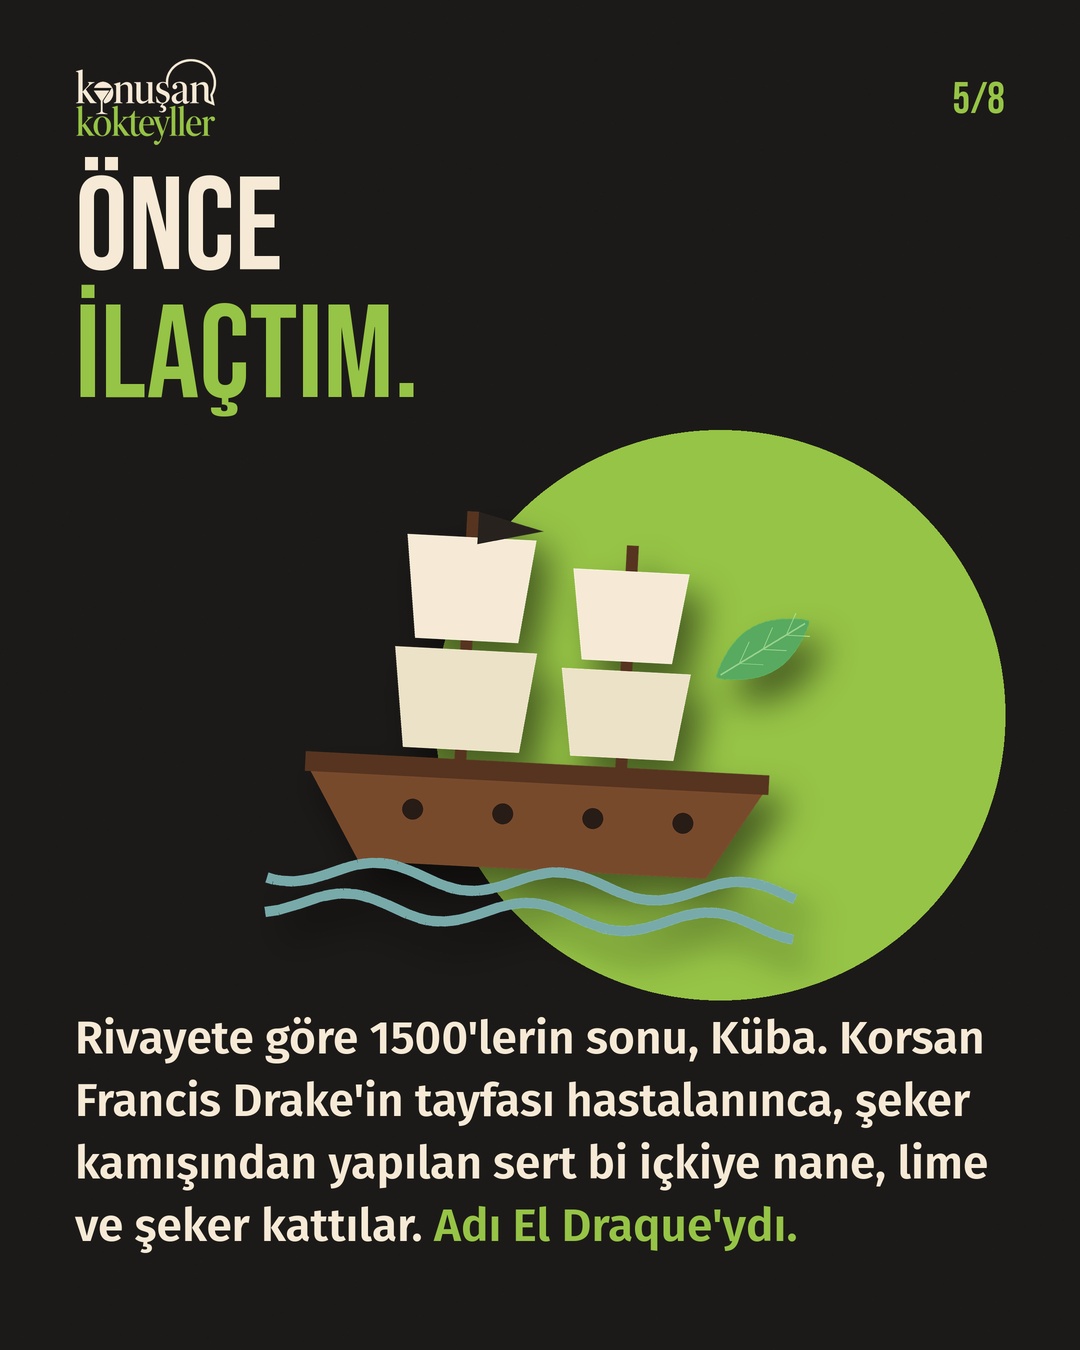 konuşan
kokteyller
5/8
ÖNCE
İLAÇTIM.
Rivayete göre 1500'lerin sonu, Küba. Korsan
Francis Drake'in tayfası hastalanınca, şeker
kamışından yapılan sert bi içkiye nane, lime
ve şeker kattılar. Adı El Draque'ydı.